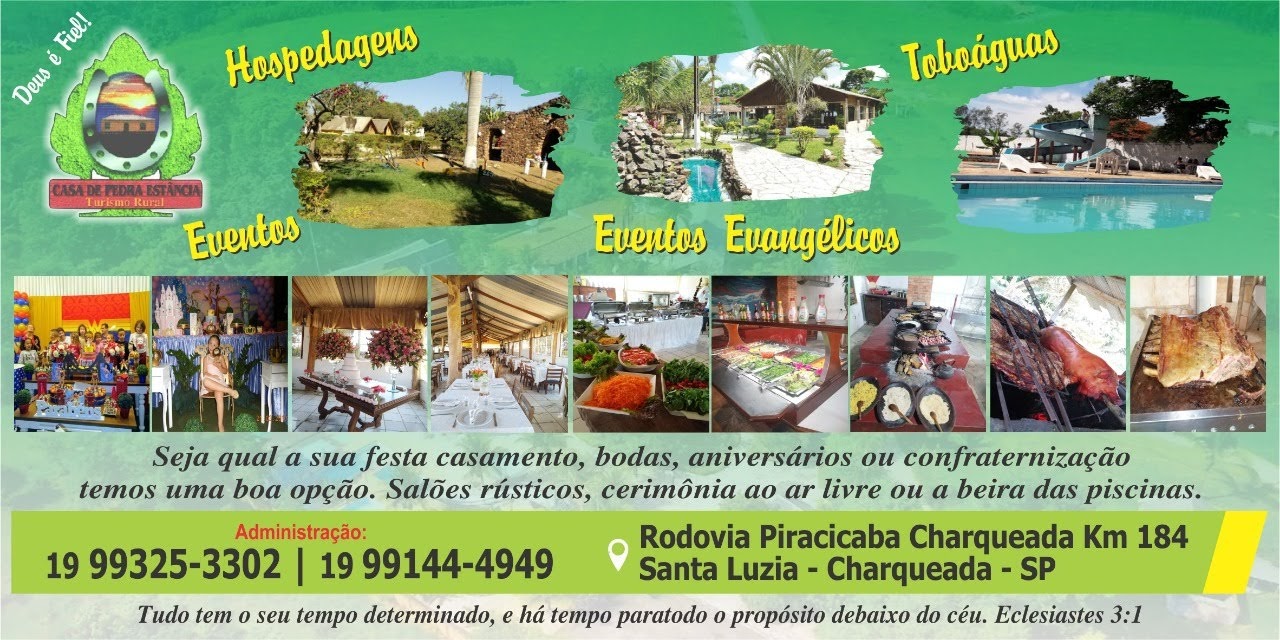 Deus é Fiel!
CASA DE PEDRA ESTÂNCIA
Turismo Rural
Hospedagens
Toboáguas
Eventos
Eventos Evangélicos
Seja qual a sua festa casamento, bodas, aniversários ou confraternização
temos uma boa opção. Salões rústicos, cerimônia ao ar livre ou a beira das piscinas.
Administração:
19 99325-3302 | 19 99144-4949
Rodovia Piracicaba Charqueada Km 184
Santa Luzia - Charqueada - SP
Tudo tem o seu tempo determinado, e há tempo paratodo o propósito debaixo do céu. Eclesiastes 3:1